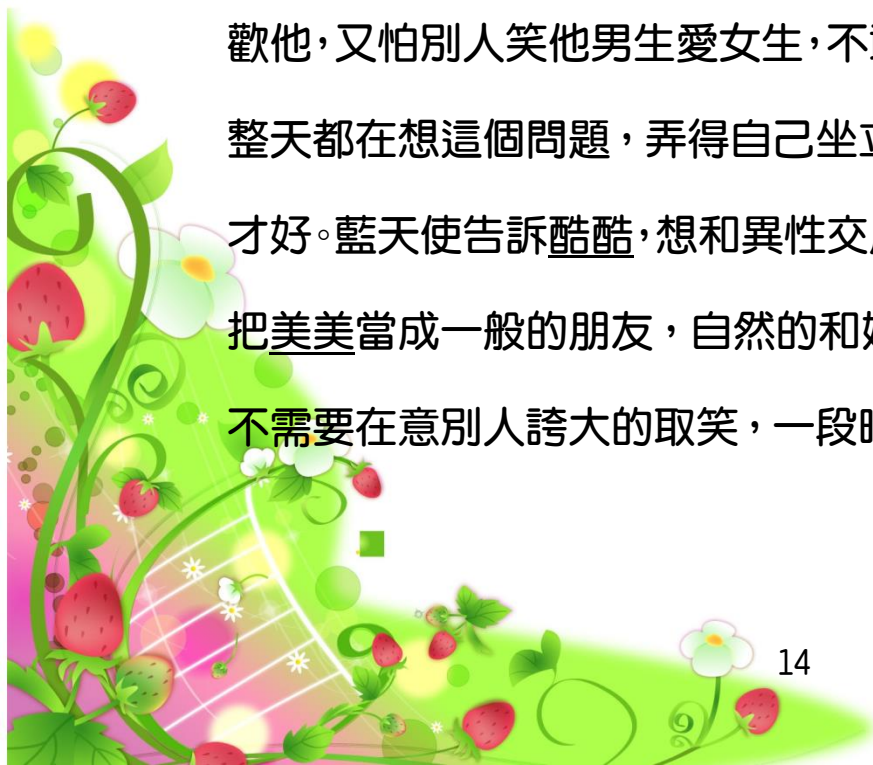 歡他，又怕別人笑他男生愛女生，不
整天都在想這個問題，弄得自己坐立
才好。藍天使告訴酷酷，想和異性交
把美美當成一般的朋友，自然的和
不需要在意別人誇大的取笑，一段
14